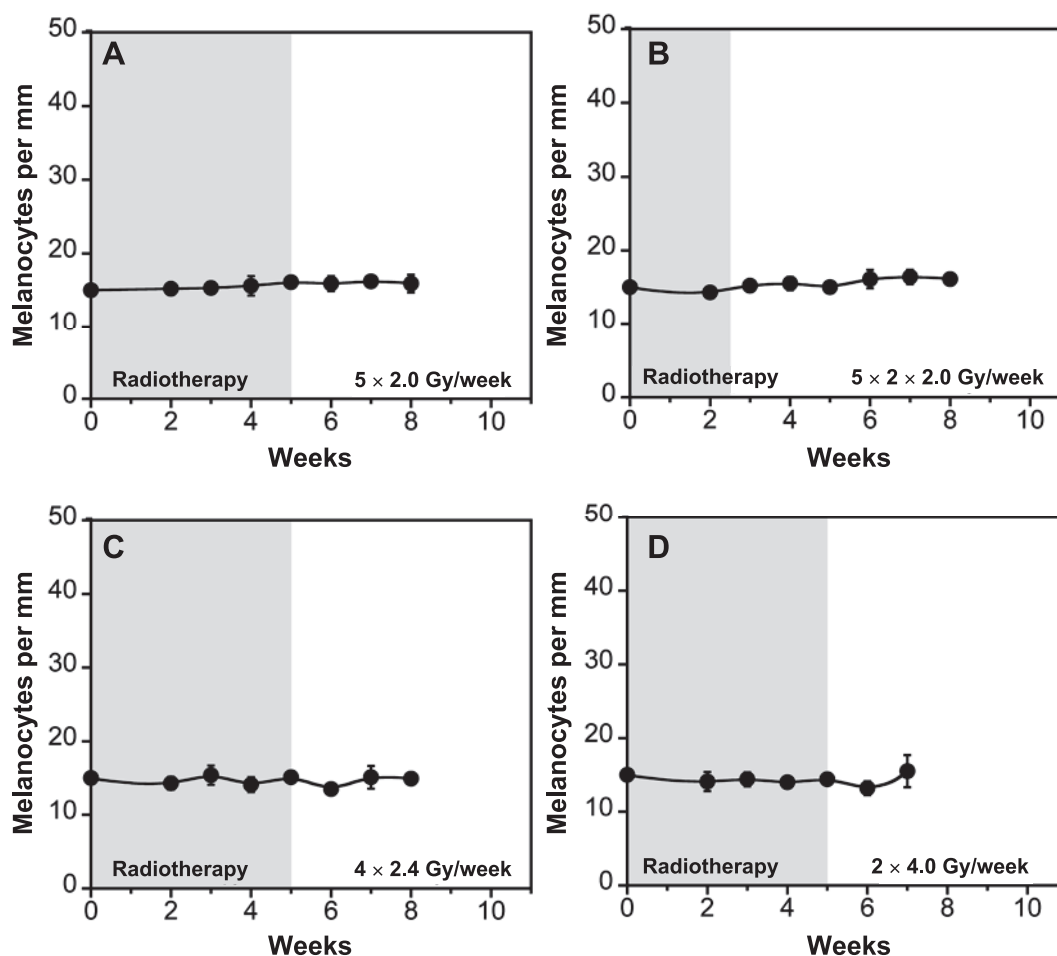 A
Melanocytes per mm
50
40
30
20
10
0
Radiotherapy
5 × 2.0 Gy/week
0 2 4 6 8 10
Weeks
B
Melanocytes per mm
50
40
30
20
10
0
Radiotherapy
5 × 2 × 2.0 Gy/week
0 2 4 6 8 10
Weeks
C
Melanocytes per mm
50
40
30
20
10
0
Radiotherapy
4 × 2.4 Gy/week
0 2 4 6 8 10
Weeks
D
Melanocytes per mm
50
40
30
20
10
0
Radiotherapy
2 × 4.0 Gy/week
0 2 4 6 8 10
Weeks